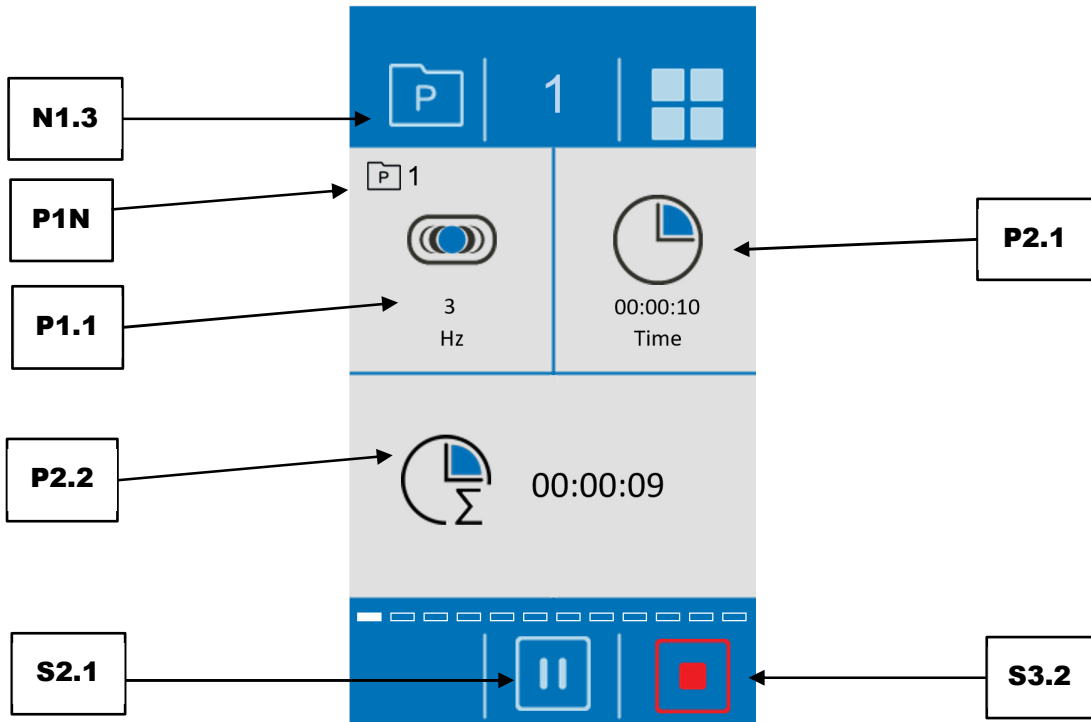 N1.3
P 1
P1N
P 1
P1.1
3
Hz
00:00:10
Time
P2.1
P2.2
Σ 00:00:09
S2.1
S3.2